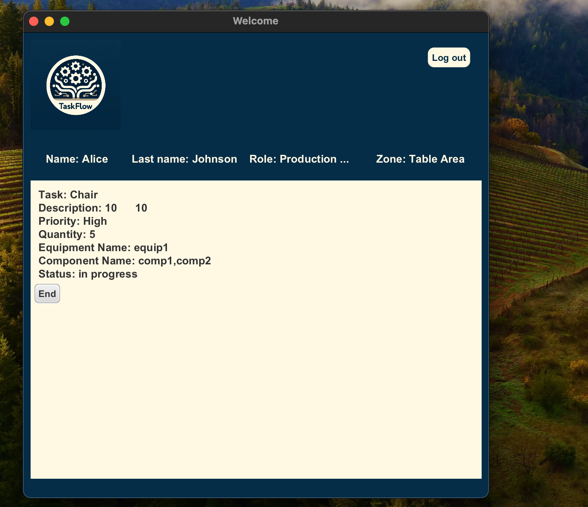 Welcome
TaskFlow
Log out
Name: Alice Last name: Johnson Role: Production ... Zone: Table Area
Task: Chair
Description: 10 10
Priority: High
Quantity: 5
Equipment Name: equip1
Component Name: comp1,comp2
Status: in progress
End